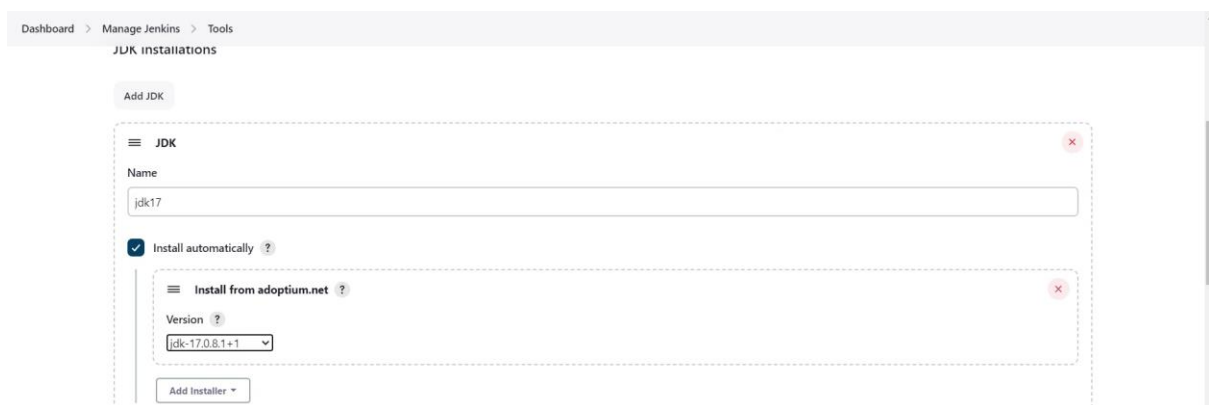 Dashboard > Manage Jenkins > Tools
JDK installations
Add JDK
JDK
Name
jdk17
Install automatically ?
Install from adoptium.net ?
Version ?
jdk-17.0.8.1+1
Add Installer